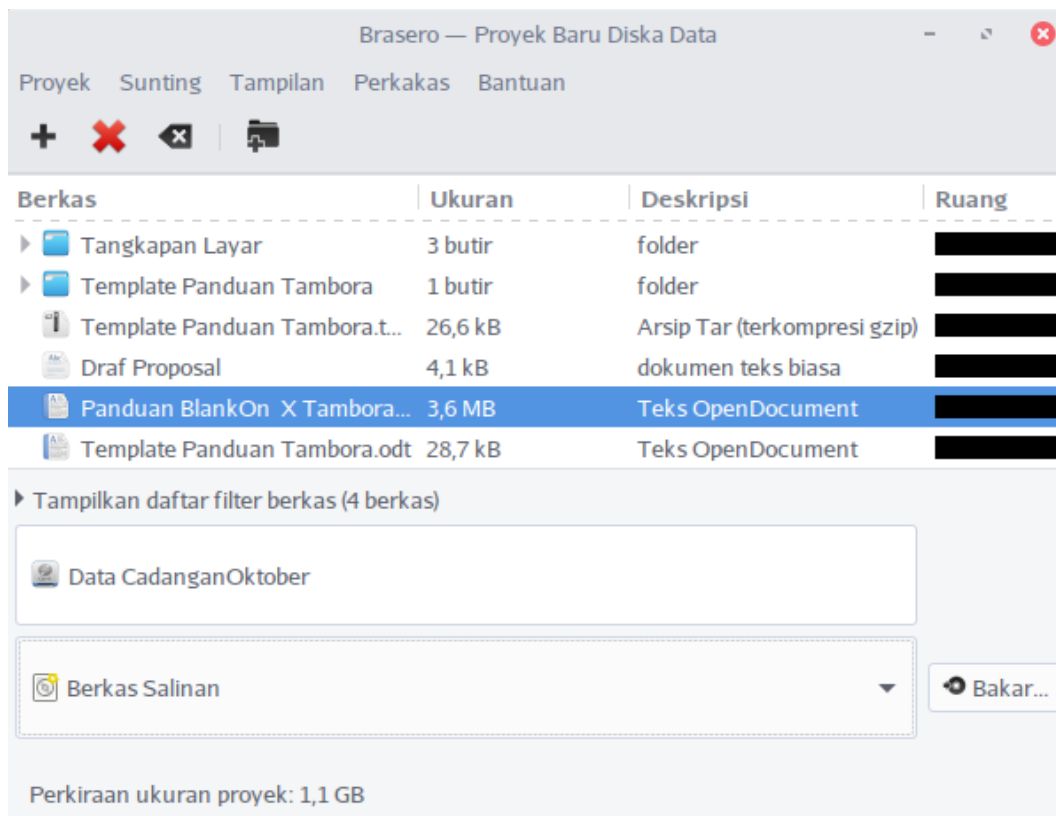 Brasero — Proyek Baru Diska Data
Proyek Sunting Tampilan Perkakas Bantuan
Berkas Ukuran Deskripsi Ruang
Tangkapan Layar 3 butir folder
Template Panduan Tambora 1 butir folder
Template Panduan Tambora.t... 26,6 kB Arsip Tar (terkompresi gzip)
Draf Proposal 4,1 kB dokumen teks biasa
Panduan BlankOn X Tambora... 3,6 MB Teks OpenDocument
Template Panduan Tambora.odt 28,7 kB Teks OpenDocument
Tampilkan daftar filter berkas (4 berkas)
Data CadanganOktober
Berkas Salinan
Bakar...
Perkiraan ukuran proyek: 1,1 GB